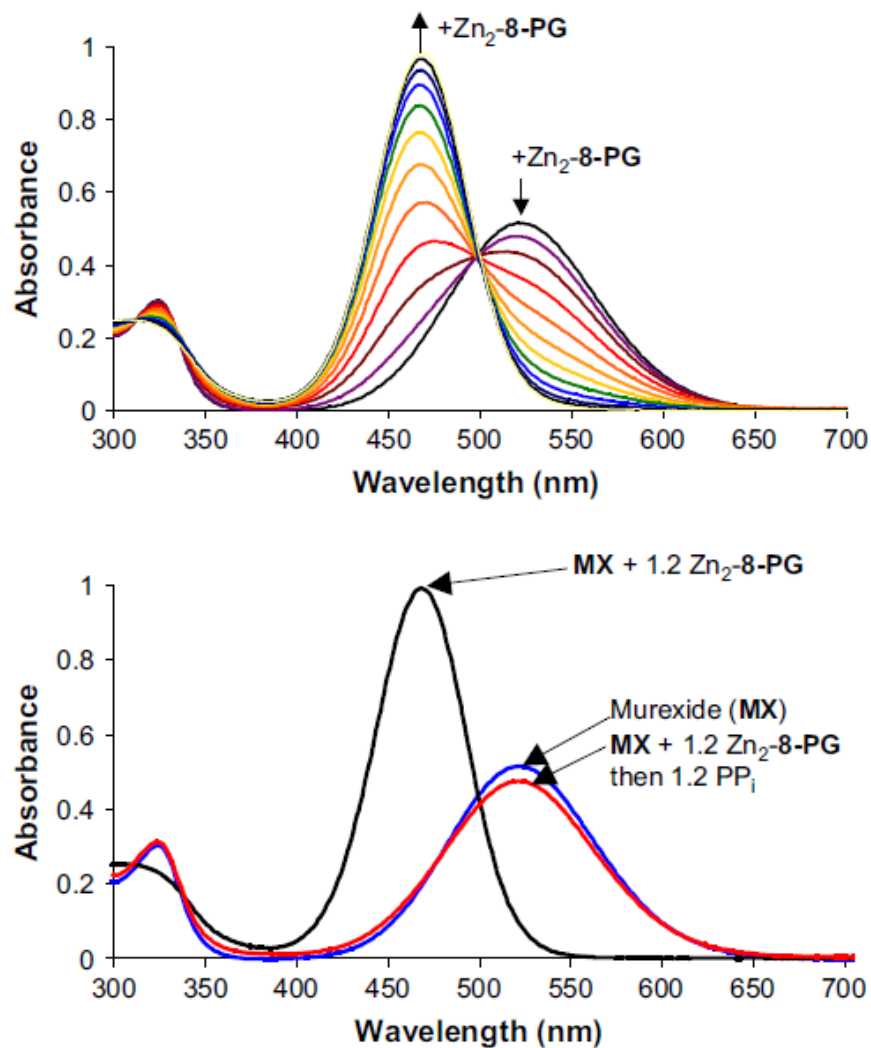 +Zn₂-8-PG
+Zn₂-8-PG
1
0.8
0.6
0.4
0.2
0
Absorbance
300 350 400 450 500 550 600 650 700
Wavelength (nm)
MX + 1.2 Zn₂-8-PG
1
0.8
0.6
0.4
0.2
0
Absorbance
Murexide (MX)
MX + 1.2 Zn₂-8-PG
then 1.2 PPᵢ
300 350 400 450 500 550 600 650 700
Wavelength (nm)